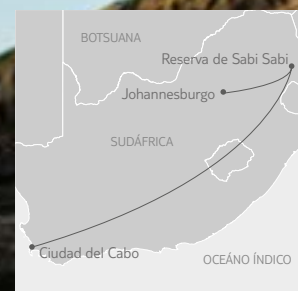 BOTSUANA
Reserva de Sabi Sabi
Johannesburgo
SUDÁFRICA
Ciudad del Cabo
OCEÁNO ÍNDICO